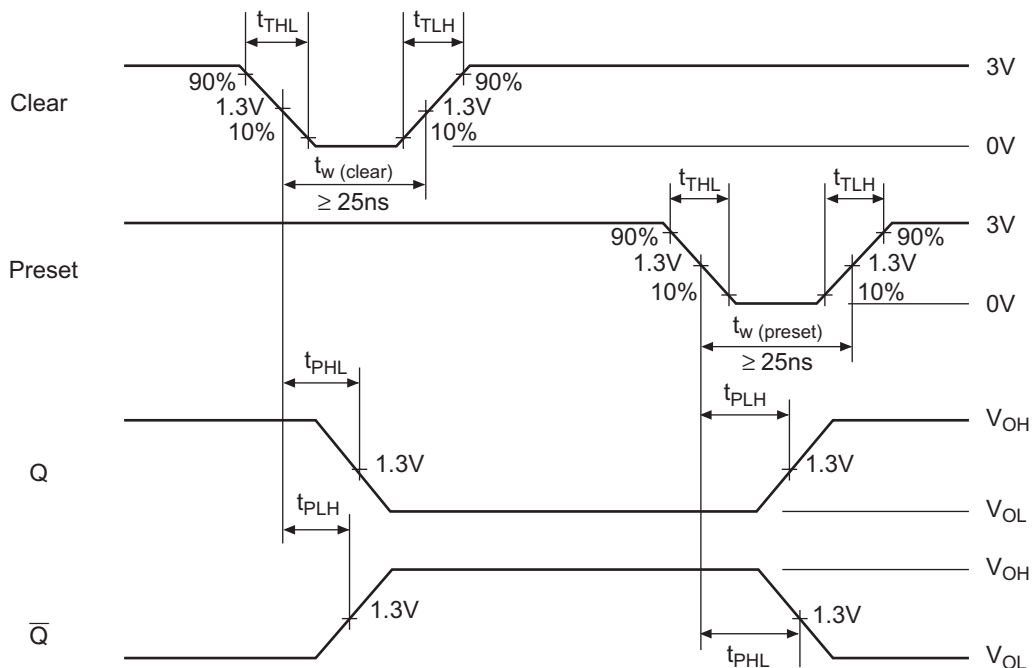 tTHL tTLH
3V
90% 90%
Clear 1.3V 1.3V
10% 10%
0V
tw (clear)
≥ 25ns
tTHL tTLH
3V
90% 90%
Preset 1.3V 1.3V
10% 10%
0V
tw (preset)
≥ 25ns
tPHL
tPLH
VOH
Q 1.3V 1.3V
tPLH
VOL
VOH
Q̅ 1.3V 1.3V
tPHL
VOL